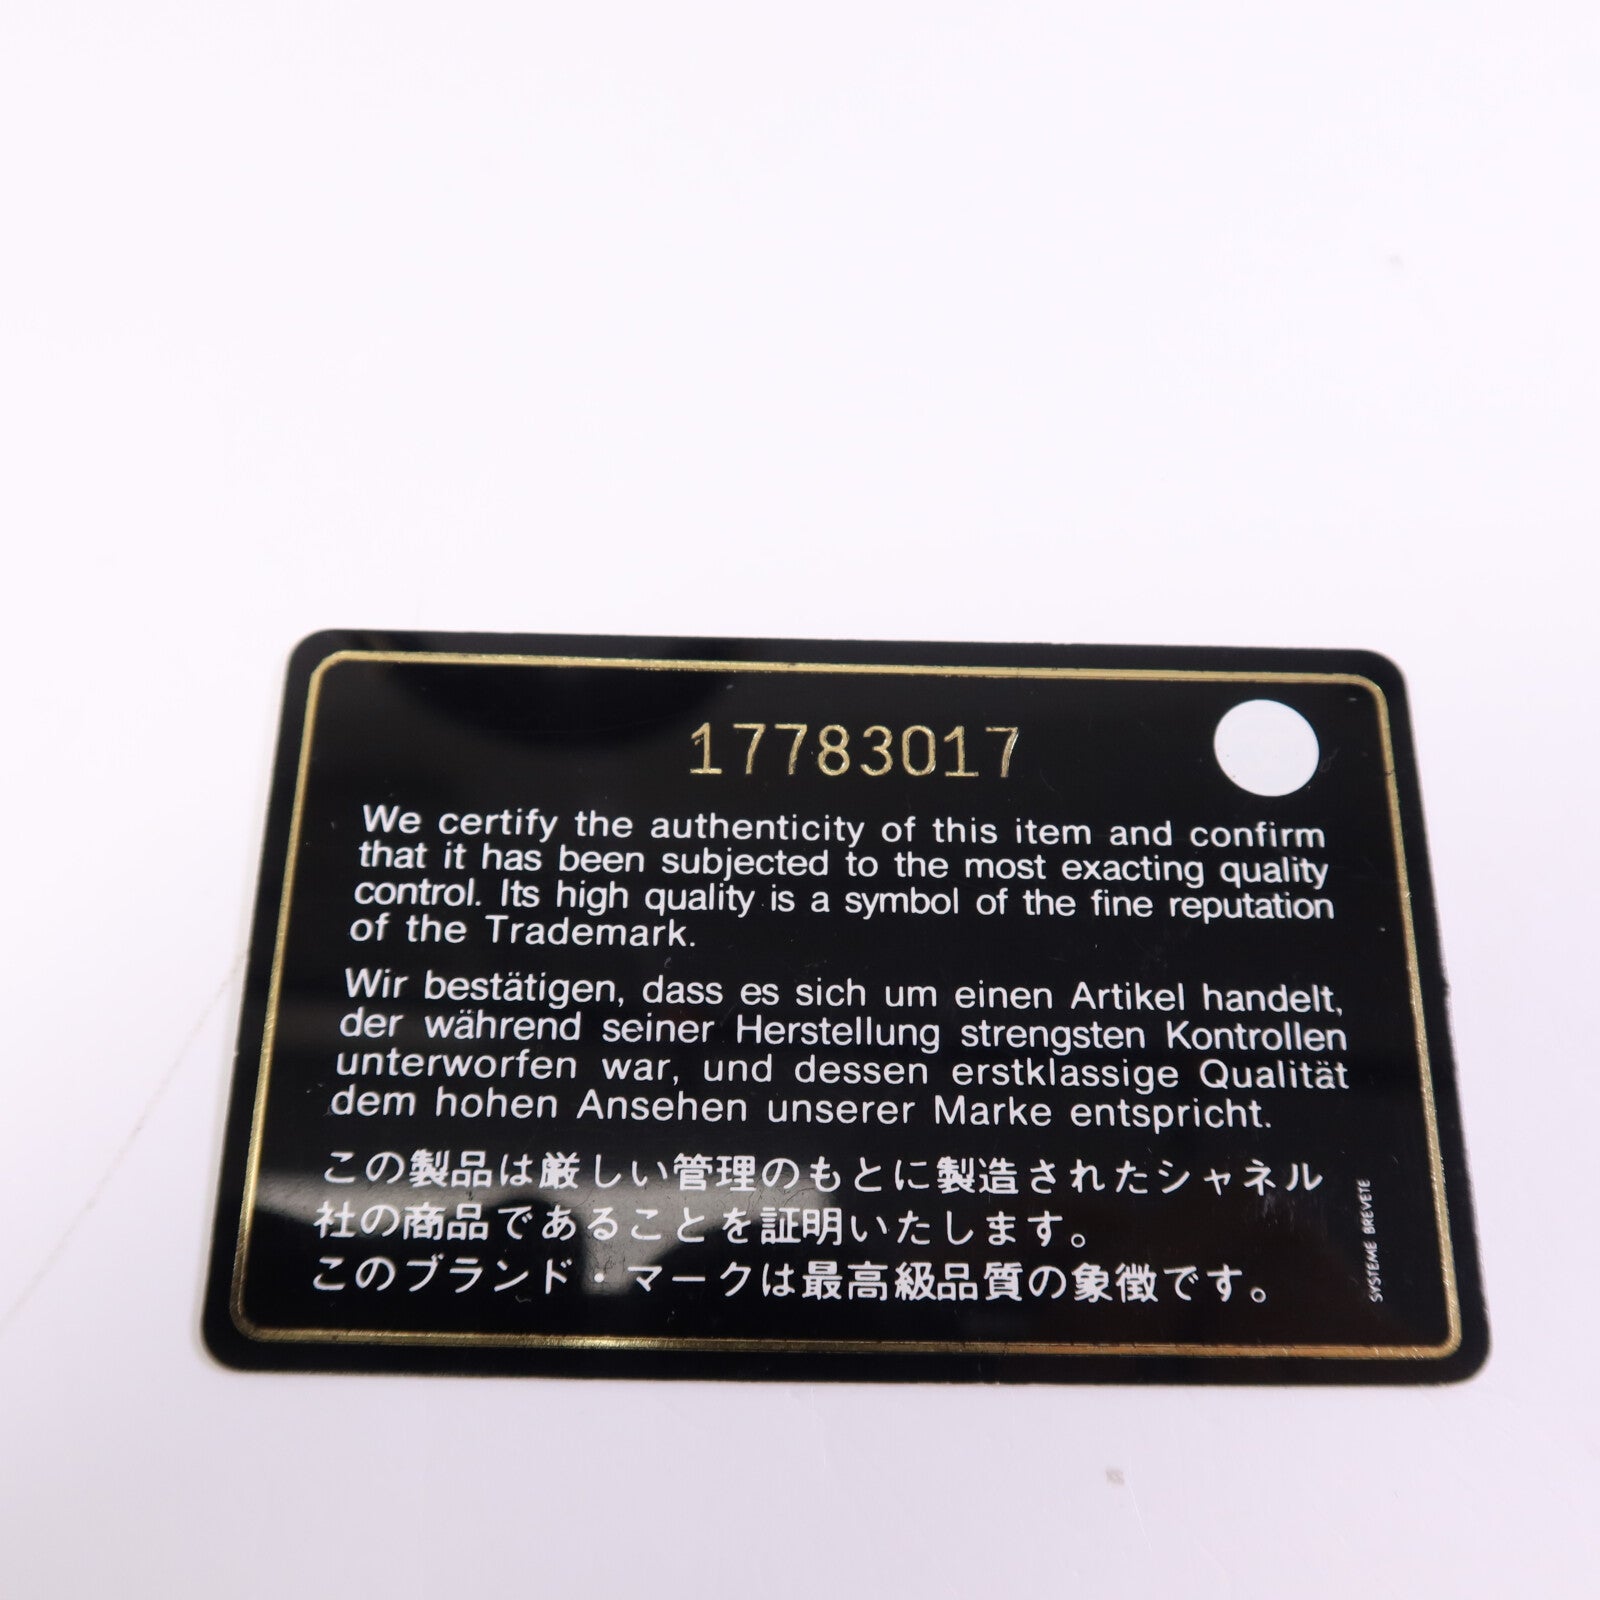 17783017
We certify the authenticity of this item and confirm
that it has been subjected to the most exacting quality
control. Its high quality is a symbol of the fine reputation
of the Trademark.
Wir bestätigen, dass es sich um einen Artikel handelt,
der während seiner Herstellung strengsten Kontrollen
unterworfen war, und dessen erstklassige Qualität
dem hohen Ansehen unserer Marke entspricht.
この製品は厳しい管理のもとに製造されたシャネル
社の商品であることを証明いたします。
このブランド・マークは最高級品質の象徴です。
SYSTEME BREVETE